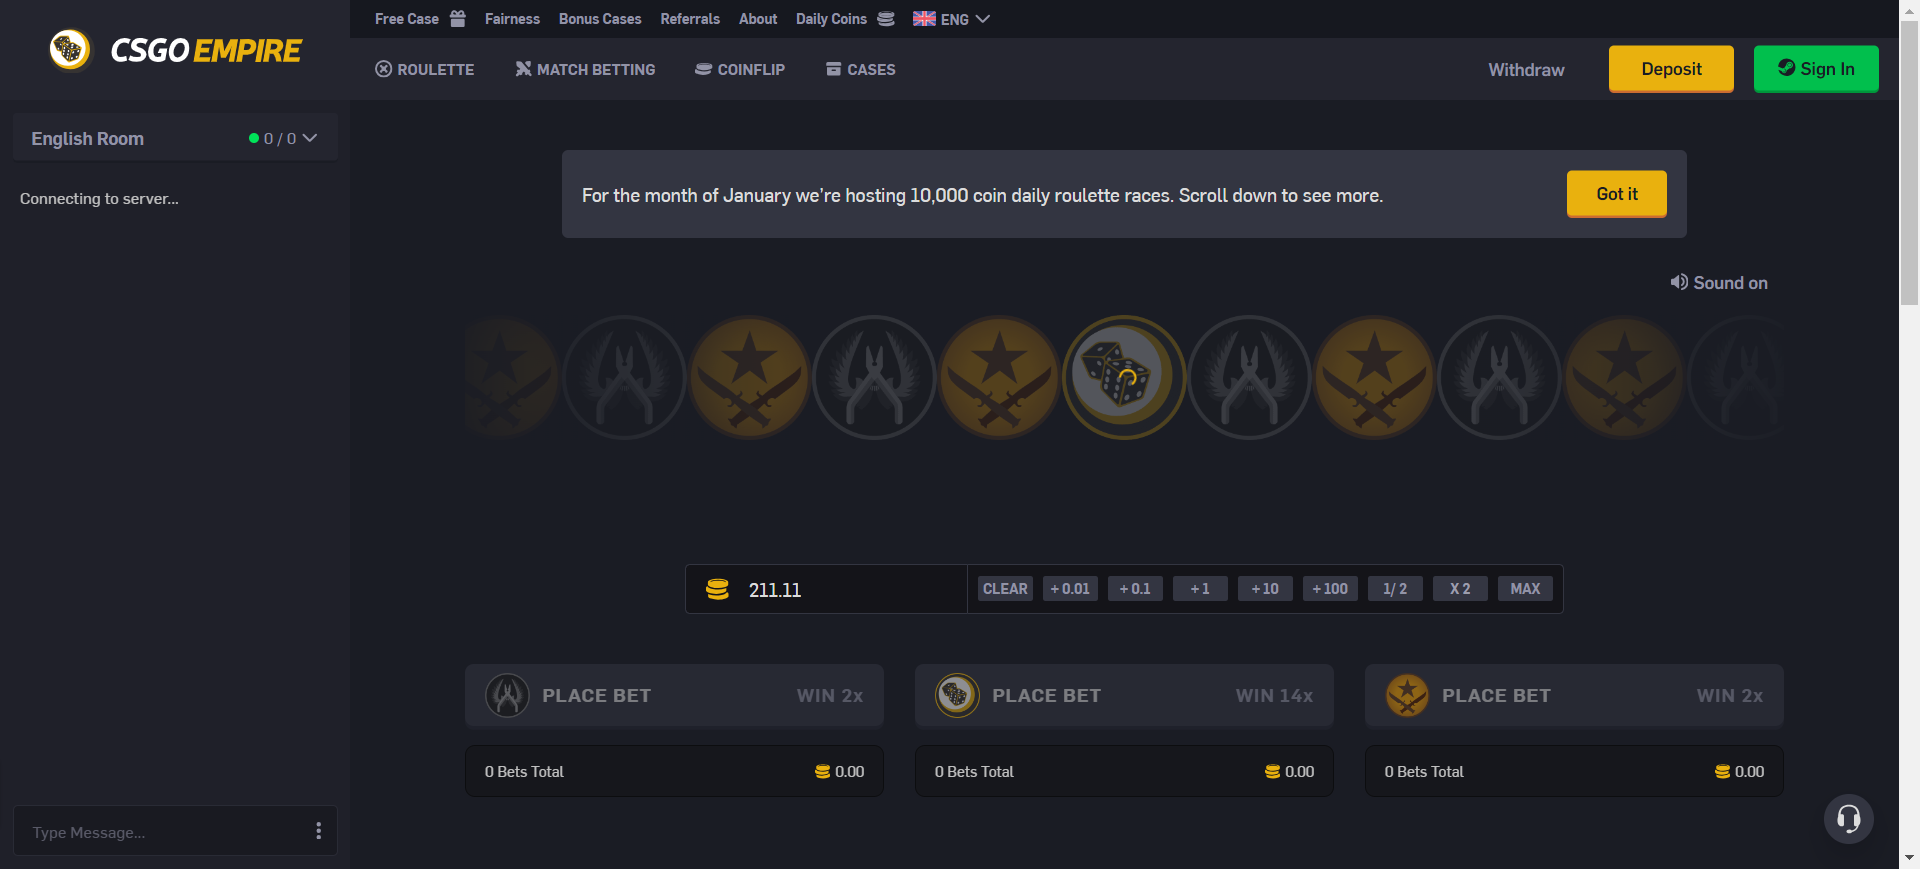 CSGOEMPIRE
Free Case Fairness Bonus Cases Referrals About Daily Coins ENG
ROULETTE MATCH BETTING COINFLIP CASES Withdraw Deposit Sign In
English Room 0 / 0
Connecting to server...
For the month of January we're hosting 10,000 coin daily roulette races. Scroll down to see more. Got it
Sound on
211.11 CLEAR + 0.01 + 0.1 + 1 + 10 + 100 1/ 2 X 2 MAX
PLACE BET WIN 2x PLACE BET WIN 14x PLACE BET WIN 2x
0 Bets Total 0.00 0 Bets Total 0.00 0 Bets Total 0.00
Type Message...